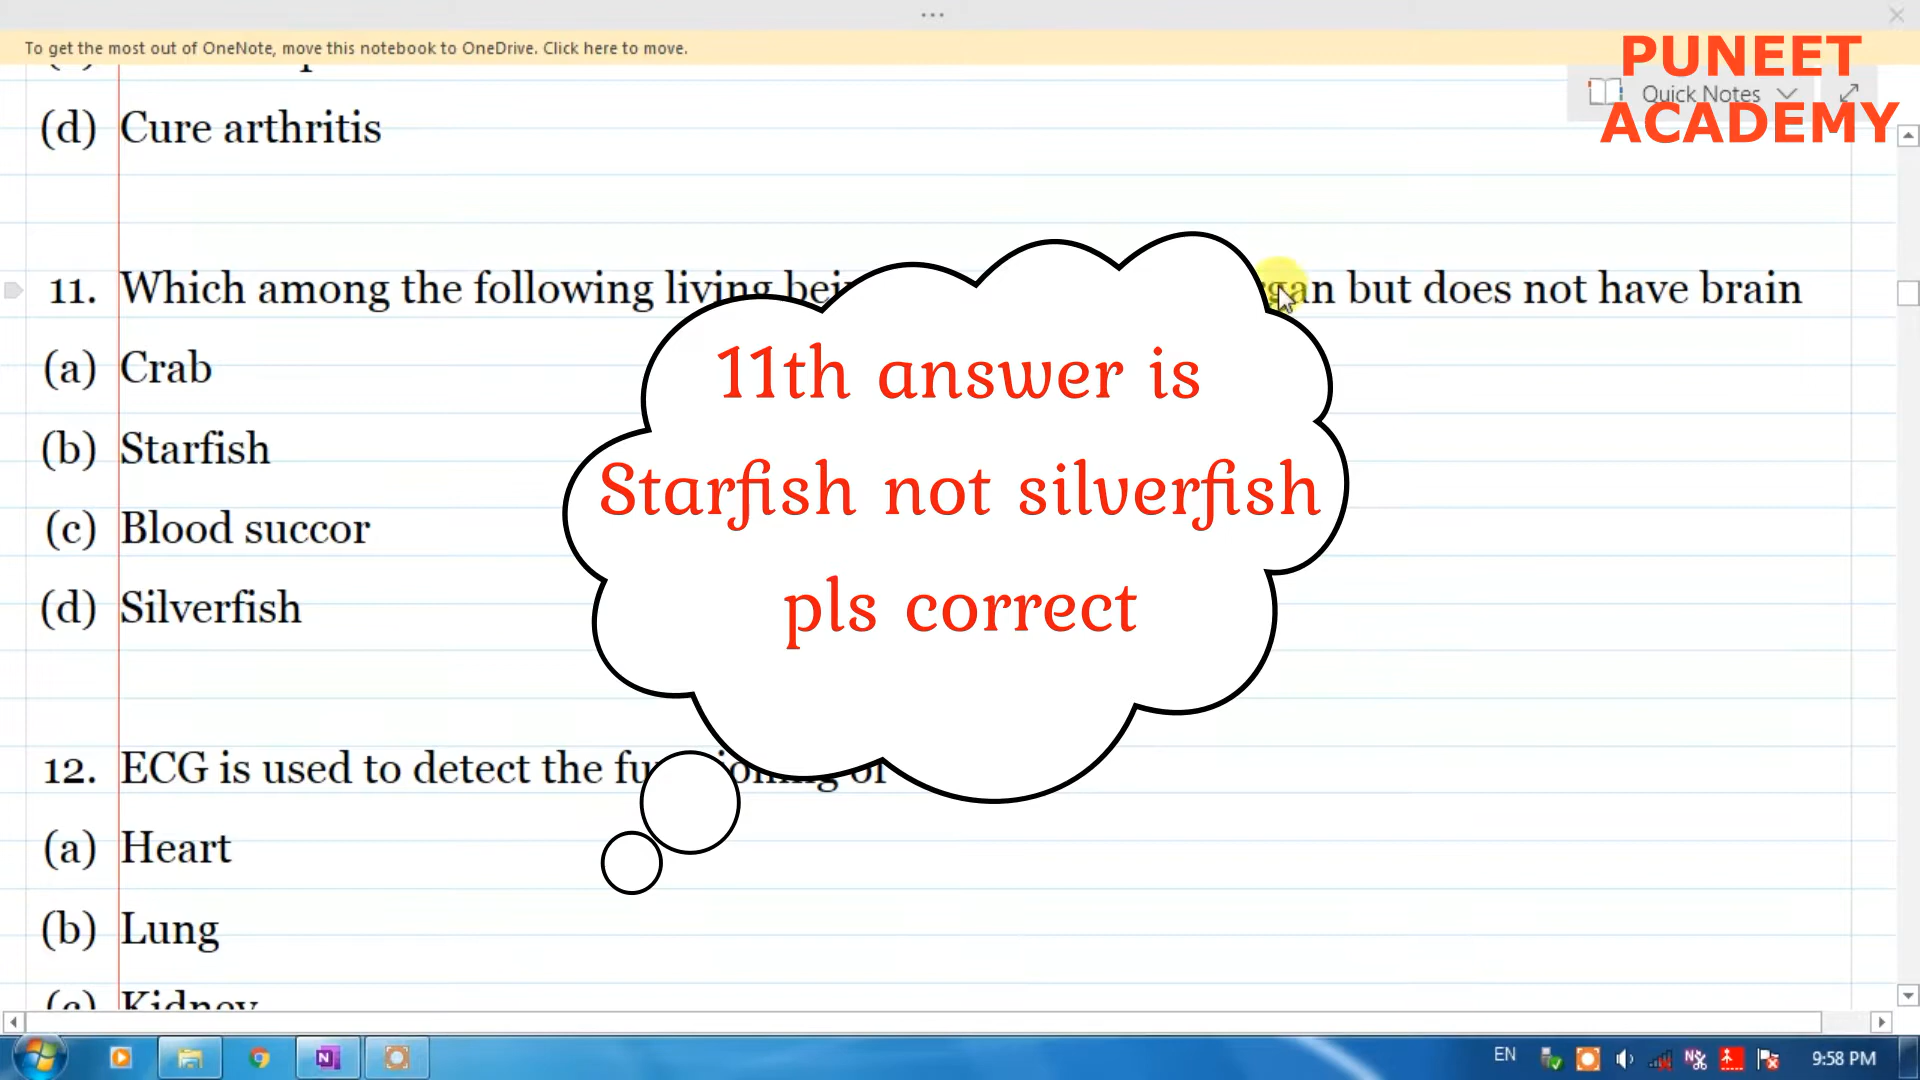 To get the most out of OneNote, move this notebook to OneDrive. Click here to move.
PUNEET
ACADEMY
Quick Notes
(d) Cure arthritis
11. Which among the following living but does not have brain
(a) Crab
(b) Starfish
(c) Blood succor
(d) Silverfish
11th answer is
Starfish not silverfish
pls correct
12. ECG is used to detect the of
(a) Heart
(b) Lung
(c) Kidney
EN
9:58 PM